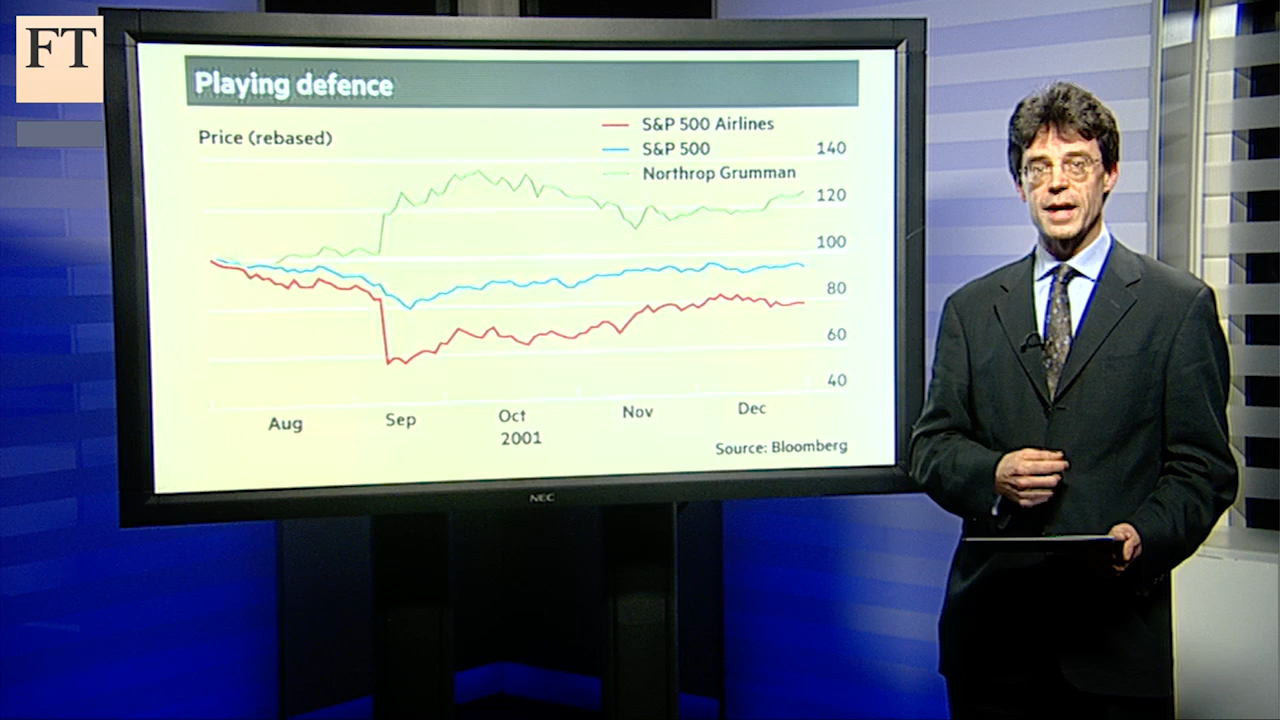 FT
Playing defence
Price (rebased)
S&P 500 Airlines
S&P 500
Northrop Grumman
140
120
100
80
60
40
Aug
Sep
Oct
Nov
Dec
2001
Source: Bloomberg
NEC